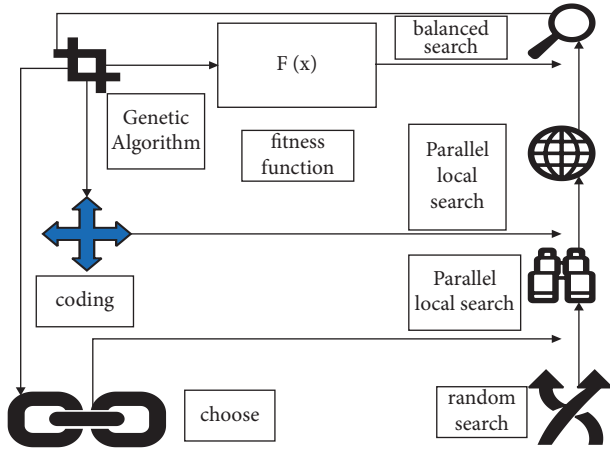 balanced
search
F (x)
Genetic
Algorithm
fitness
function
Parallel
local
search
coding
Parallel
local search
choose
random
search